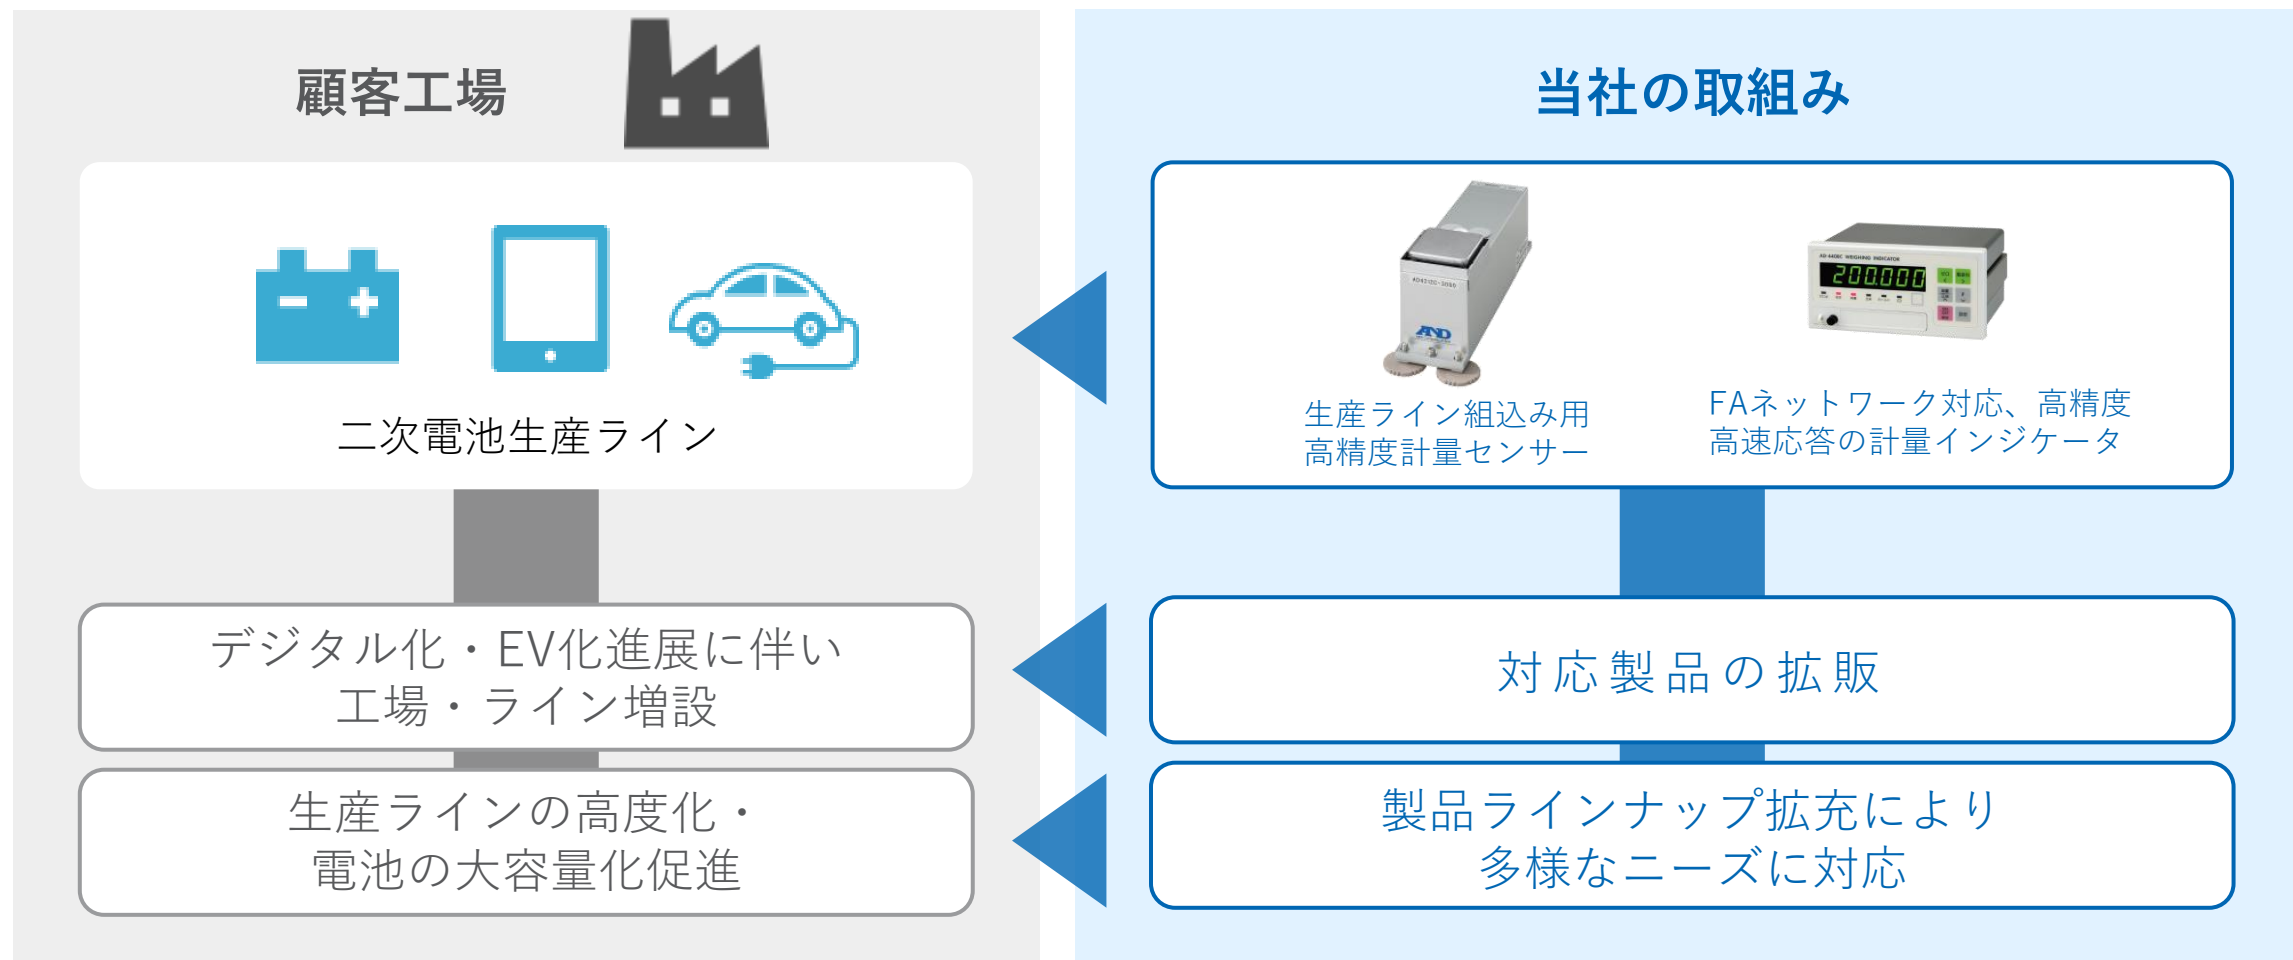 顧客工場
二次電池生産ライン
デジタル化・EV化進展に伴い
工場・ライン増設
生産ラインの高度化・
電池の大容量化促進
当社の取組み
AND
生産ライン組込み用
高精度計量センサー
WEIGHING INDICATOR
200.000
FAネットワーク対応、高精度
高速応答の計量インジケータ
対応製品の拡販
製品ラインナップ拡充により
多様なニーズに対応